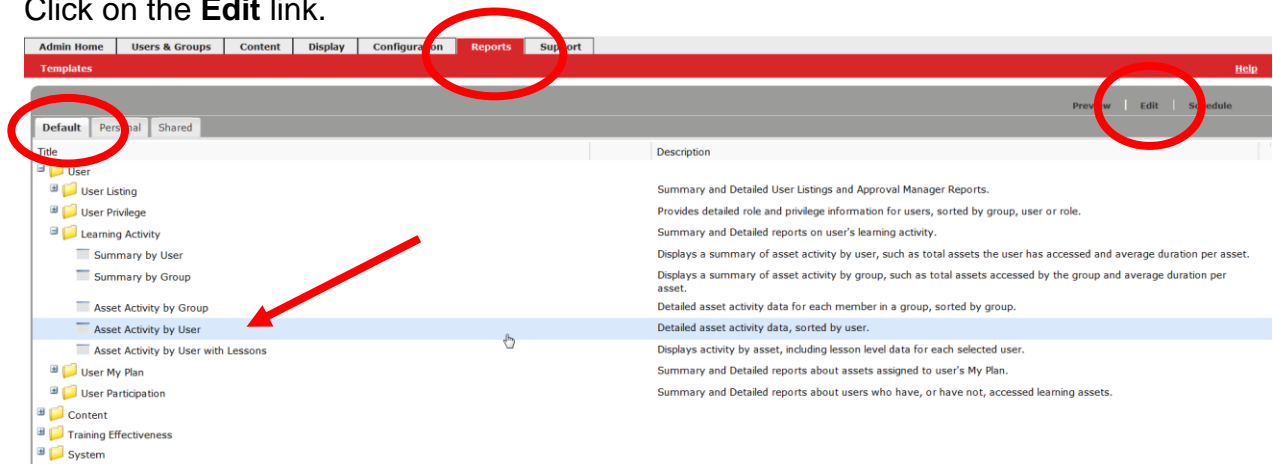 Click on the Edit link.
Admin Home Users & Groups Content Display Configuration Reports Support
Templates Help
Preview Edit Schedule
Default Personal Shared
Title Description
User
User Listing Summary and Detailed User Listings and Approval Manager Reports.
User Privilege Provides detailed role and privilege information for users, sorted by group, user or role.
Learning Activity Summary and Detailed reports on user's learning activity.
Summary by User Displays a summary of asset activity by user, such as total assets the user has accessed and average duration per asset.
Summary by Group Displays a summary of asset activity by group, such as total assets accessed by the group and average duration per
asset.
Asset Activity by Group Detailed asset activity data for each member in a group, sorted by group.
Asset Activity by User Detailed asset activity data, sorted by user.
Asset Activity by User with Lessons Displays activity by asset, including lesson level data for each selected user.
User My Plan Summary and Detailed reports about assets assigned to user's My Plan.
User Participation Summary and Detailed reports about users who have, or have not, accessed learning assets.
Content
Training Effectiveness
System